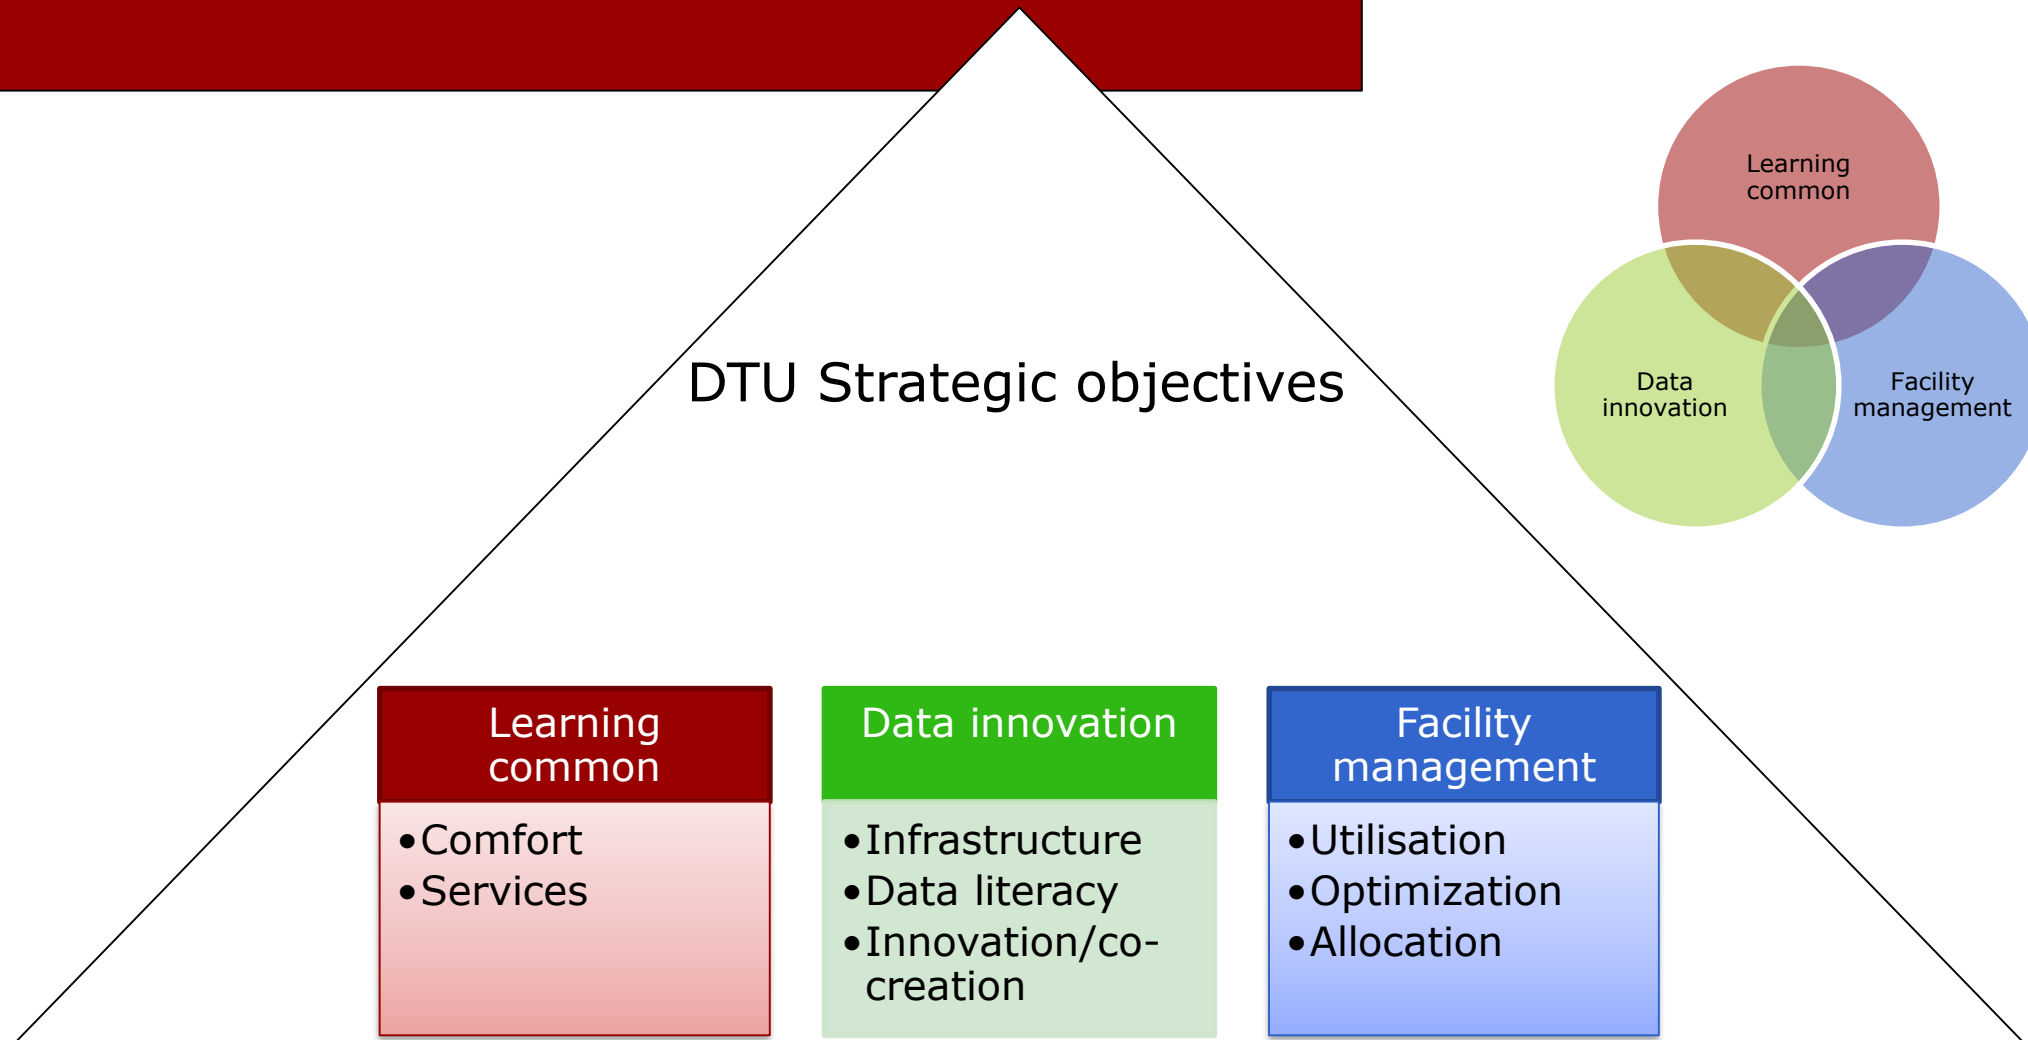 Learning
common
Data
innovation
Facility
management
DTU Strategic objectives
Learning
common
•Comfort
•Services
Data innovation
•Infrastructure
•Data literacy
•Innovation/co-
creation
Facility
management
•Utilisation
•Optimization
•Allocation